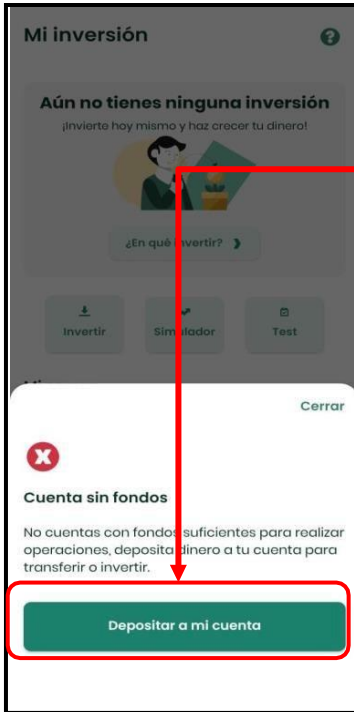 Mi inversión
Aún no tienes ninguna inversión
¡Invierte hoy mismo y haz crecer tu dinero!
¿En qué invertir?
Invertir Simulador Test
Cerrar
Cuenta sin fondos
No cuentas con fondos suficientes para realizar
operaciones, deposita dinero a tu cuenta para
transferir o invertir.
Depositar a mi cuenta